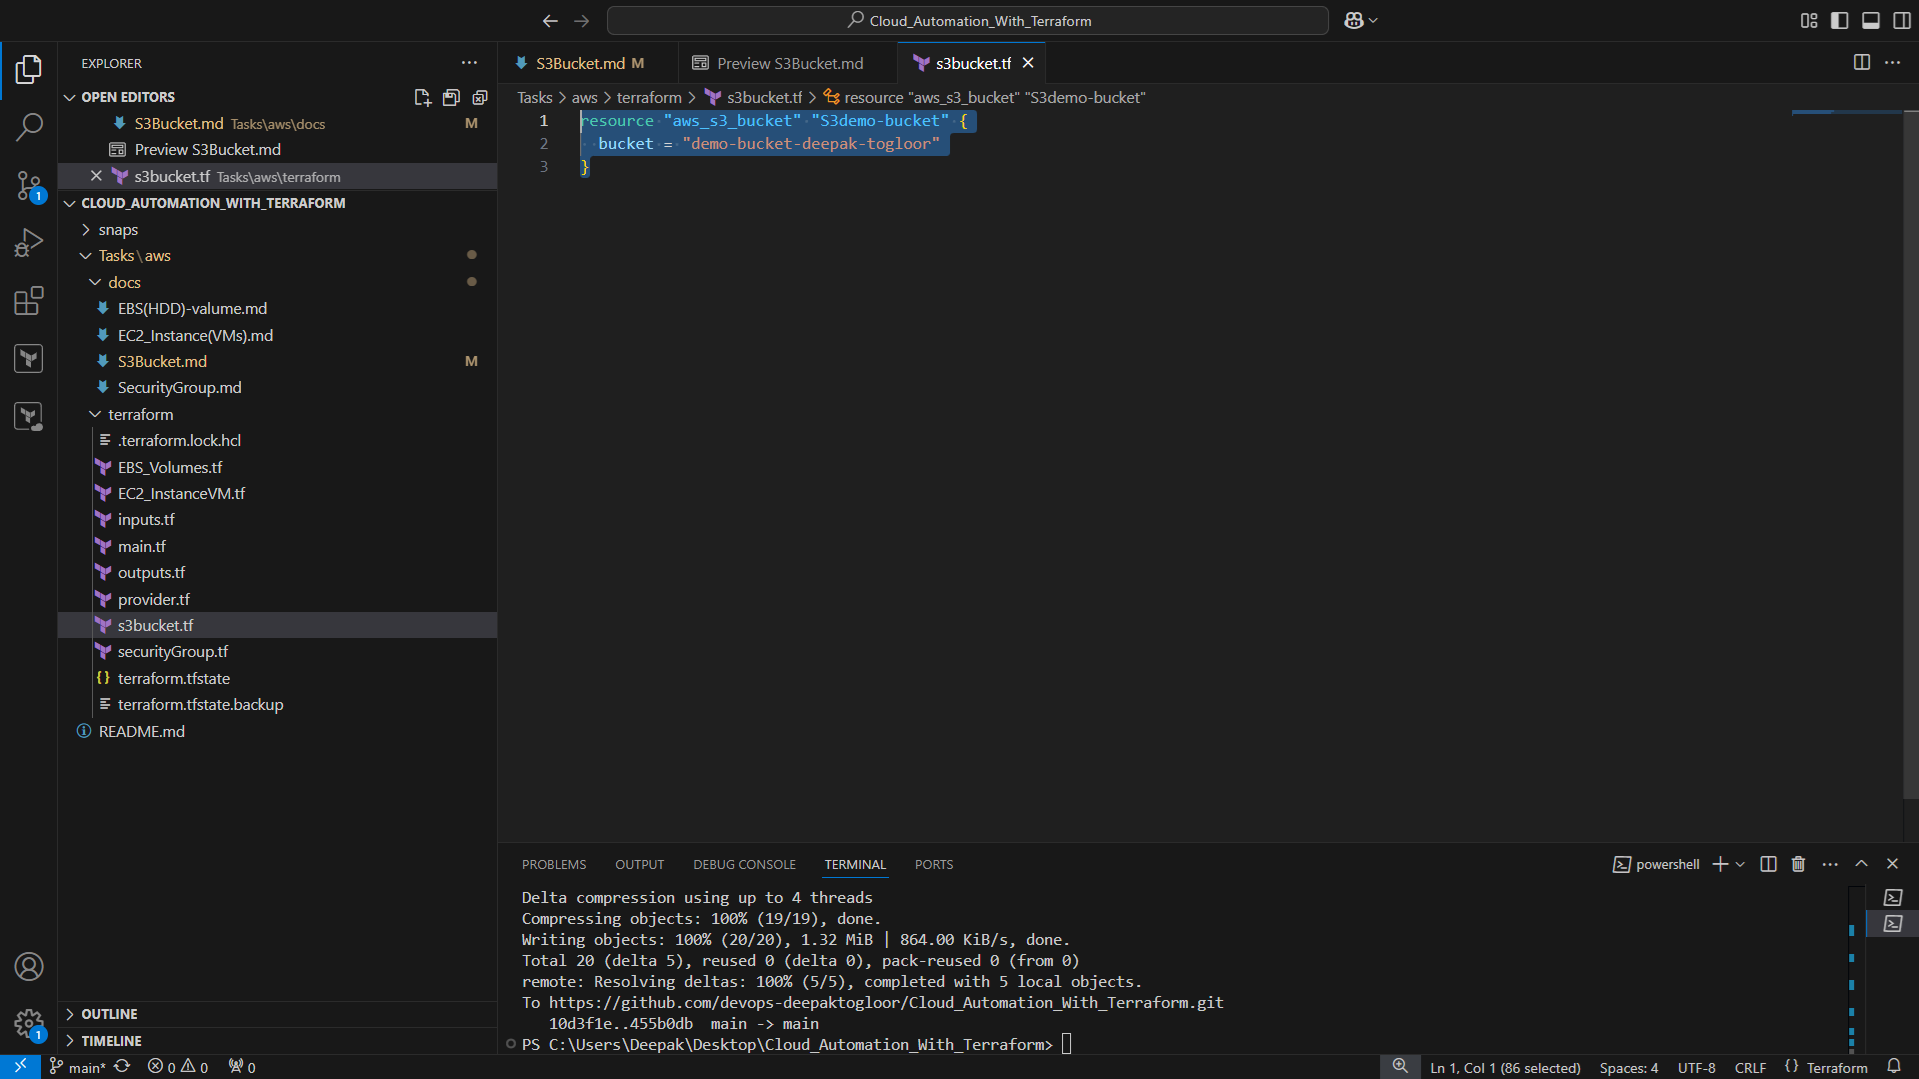 Cloud_Automation_With_Terraform
EXPLORER
OPEN EDITORS
S3Bucket.md Tasks\aws\docs M
Preview S3Bucket.md
s3bucket.tf Tasks\aws\terraform
CLOUD_AUTOMATION_WITH_TERRAFORM
snaps
Tasks\aws
docs
EBS(HDD)-valume.md
EC2_Instance(VMs).md
S3Bucket.md M
SecurityGroup.md
terraform
.terraform.lock.hcl
EBS_Volumes.tf
EC2_InstanceVM.tf
inputs.tf
main.tf
outputs.tf
provider.tf
s3bucket.tf
securityGroup.tf
{} terraform.tfstate
terraform.tfstate.backup
README.md
OUTLINE
TIMELINE
1
1
S3Bucket.md M Preview S3Bucket.md s3bucket.tf
Tasks > aws > terraform > s3bucket.tf > resource "aws_s3_bucket" "S3demo-bucket"
1 resource "aws_s3_bucket" "S3demo-bucket" {
2 bucket = "demo-bucket-deepak-togloor"
3 }
PROBLEMS OUTPUT DEBUG CONSOLE TERMINAL PORTS powershell
Delta compression using up to 4 threads
Compressing objects: 100% (19/19), done.
Writing objects: 100% (20/20), 1.32 MiB | 864.00 KiB/s, done.
Total 20 (delta 5), reused 0 (delta 0), pack-reused 0 (from 0)
remote: Resolving deltas: 100% (5/5), completed with 5 local objects.
To https://github.com/devops-deepaktogloor/Cloud_Automation_With_Terraform.git
10d3f1e..455b0db main -> main
PS C:\Users\Deepak\Desktop\Cloud_Automation_With_Terraform>
main* 0 0 0 Ln 1, Col 1 (86 selected) Spaces: 4 UTF-8 CRLF {} Terraform